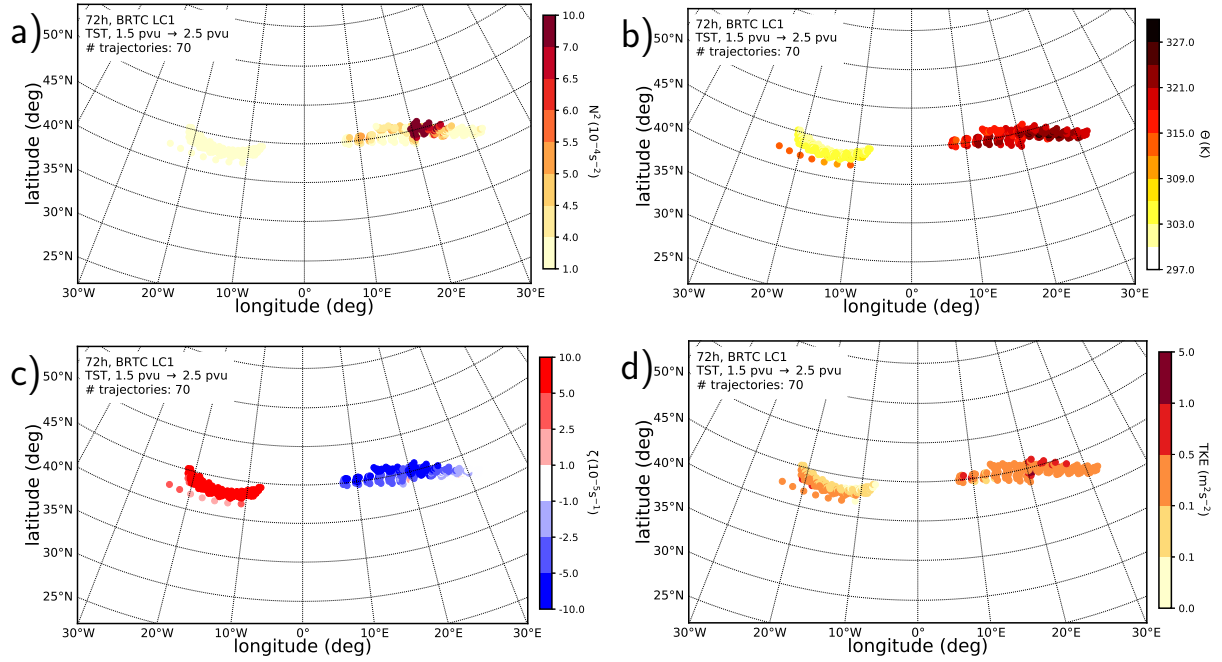 a)
72h, BRTC LC1
TST, 1.5 pvu → 2.5 pvu
# trajectories: 70
latitude (deg)
50°N
45°N
40°N
35°N
30°N
25°N
30°W
20°W
10°W
0°
10°E
20°E
30°E
longitude (deg)
10.0
7.0
6.5
6.0
5.5
5.0
4.5
4.0
1.0
N² (10⁻⁴s⁻²)
b)
72h, BRTC LC1
TST, 1.5 pvu → 2.5 pvu
# trajectories: 70
latitude (deg)
50°N
45°N
40°N
35°N
30°N
25°N
30°W
20°W
10°W
0°
10°E
20°E
30°E
longitude (deg)
327.0
321.0
315.0
309.0
303.0
297.0
Θ (K)
c)
72h, BRTC LC1
TST, 1.5 pvu → 2.5 pvu
# trajectories: 70
latitude (deg)
50°N
45°N
40°N
35°N
30°N
25°N
30°W
20°W
10°W
0°
10°E
20°E
30°E
longitude (deg)
10.0
5.0
2.5
1.0
-1.0
-2.5
-5.0
-10.0
ζ (10⁻⁵s⁻¹)
d)
72h, BRTC LC1
TST, 1.5 pvu → 2.5 pvu
# trajectories: 70
latitude (deg)
50°N
45°N
40°N
35°N
30°N
25°N
30°W
20°W
10°W
0°
10°E
20°E
30°E
longitude (deg)
5.0
1.0
0.5
0.1
0.1
0.0
TKE (m²s⁻²)